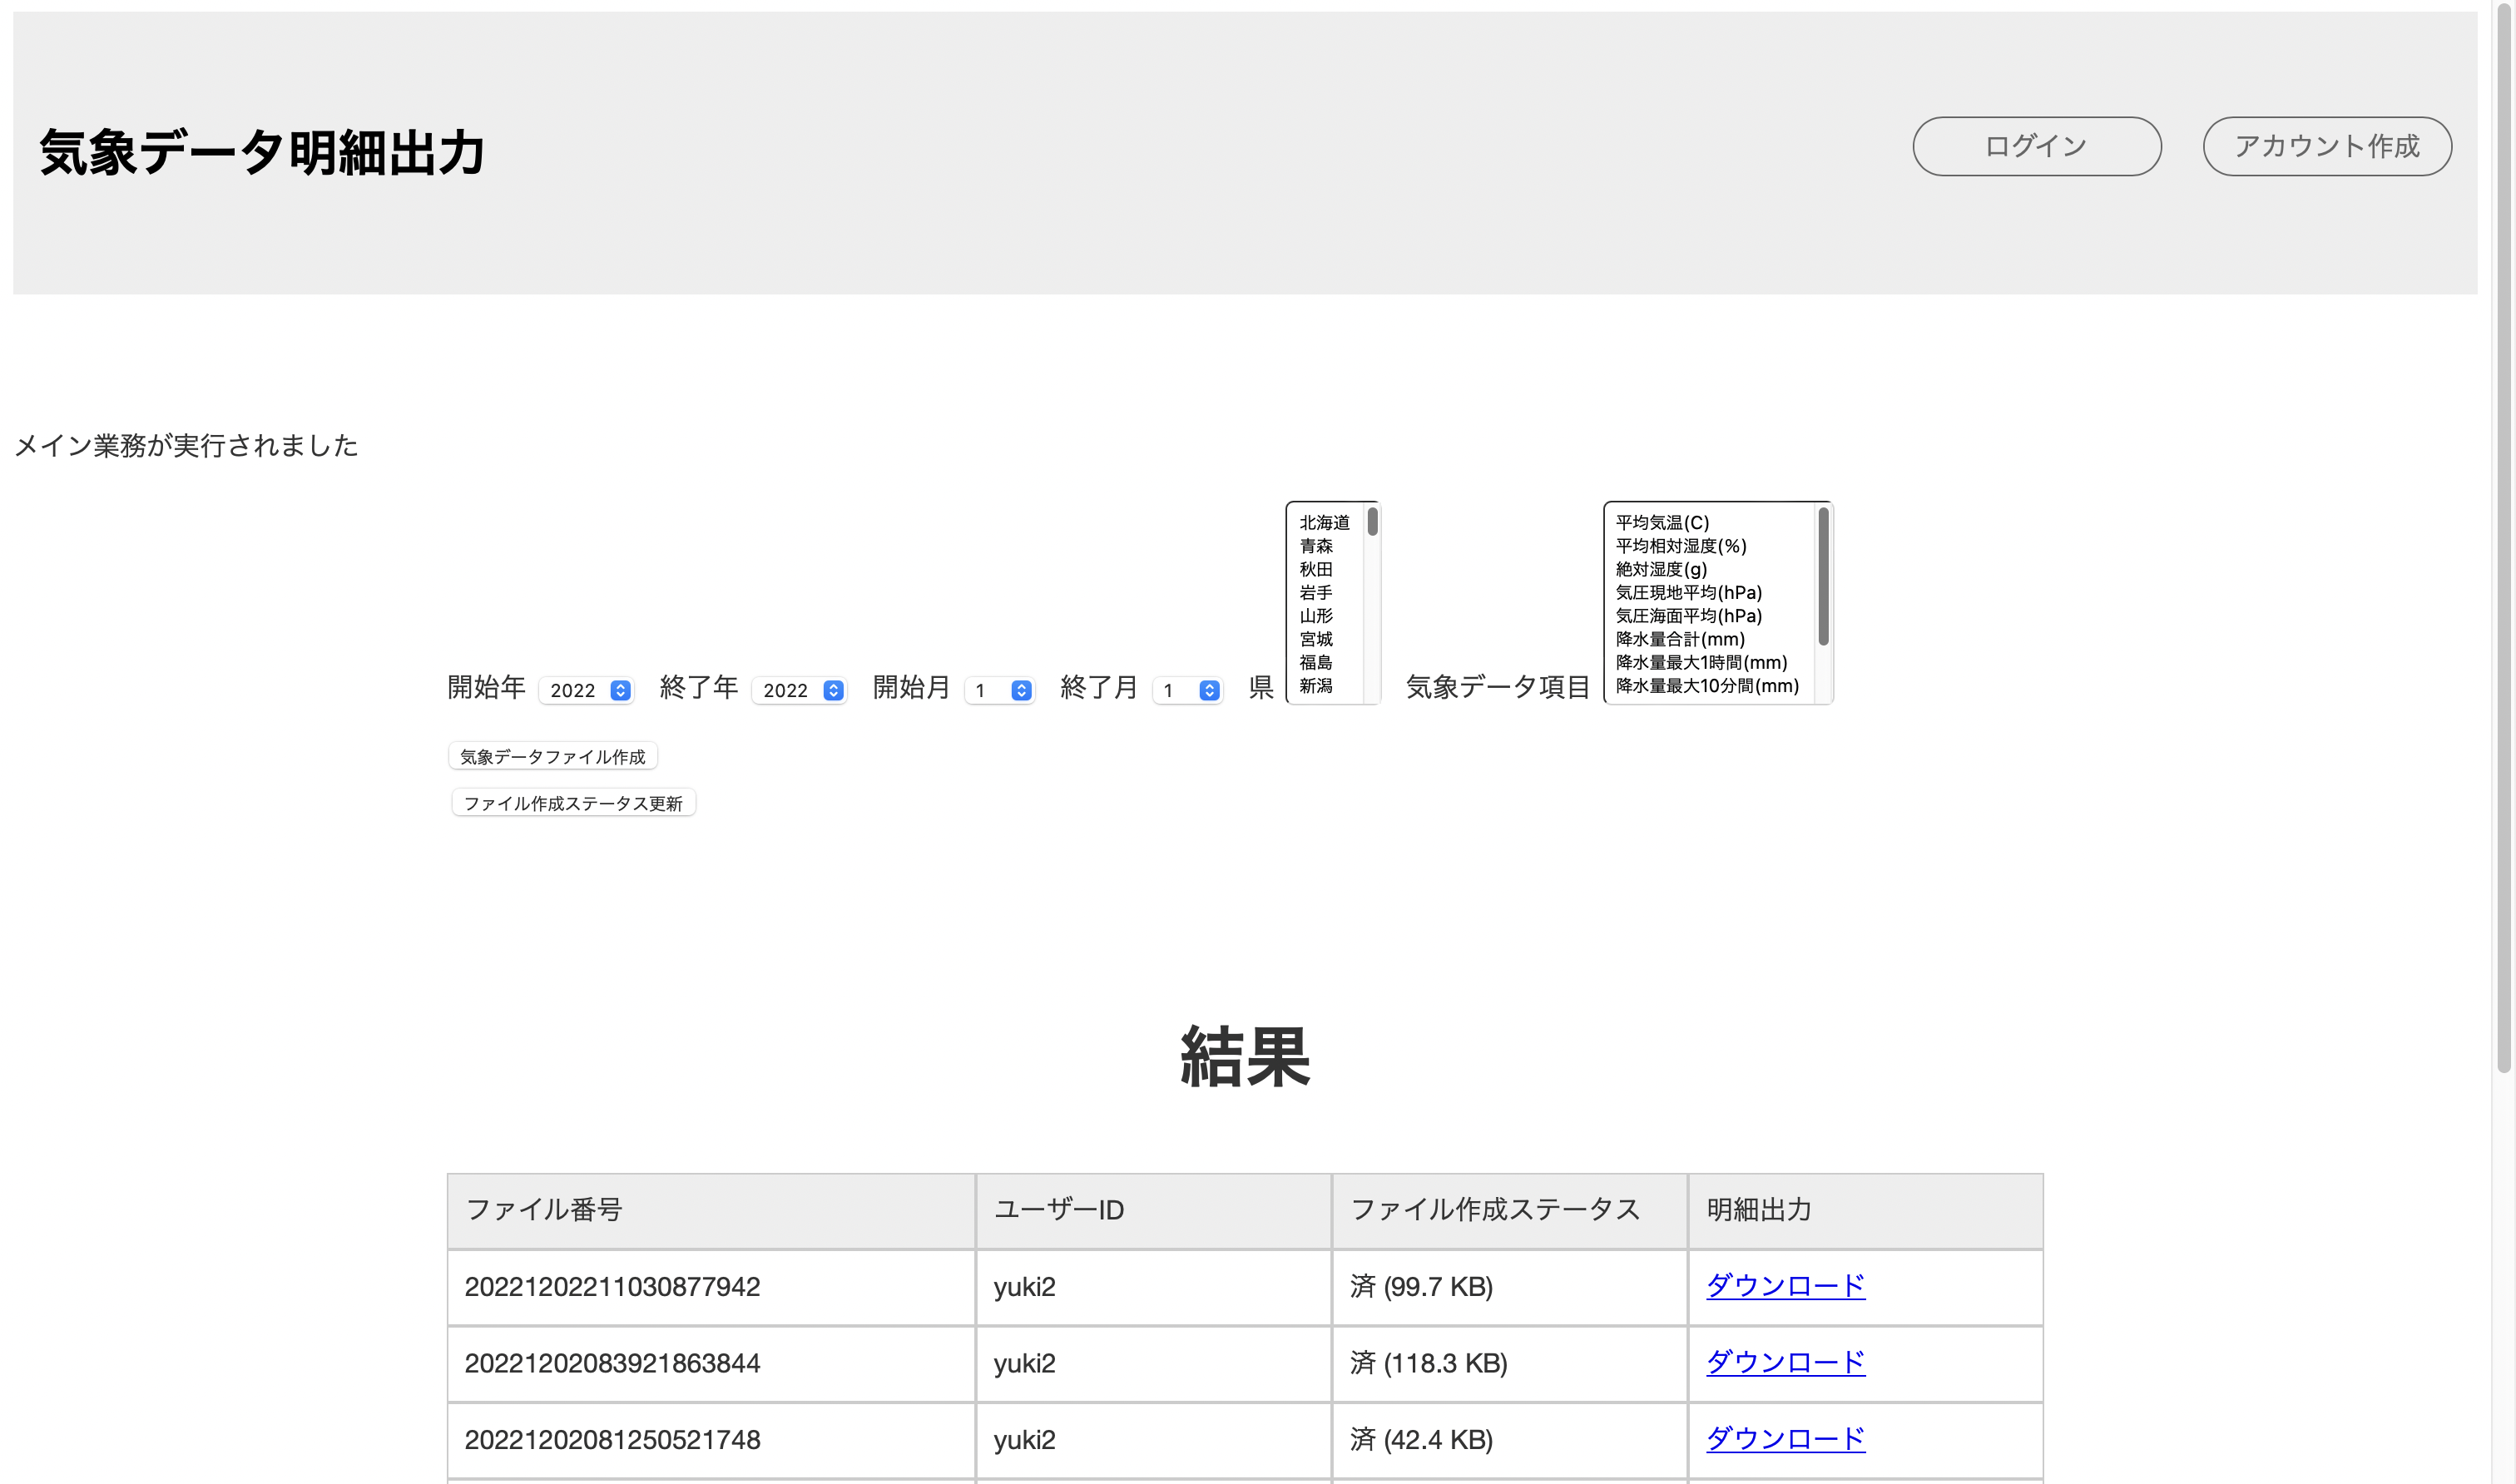 気象データ明細出力
ログイン
アカウント作成
メイン業務が実行されました
開始年 2022 終了年 2022 開始月 1 終了月 1 県
北海道
青森
秋田
岩手
山形
宮城
福島
新潟
気象データ項目
平均気温(C)
平均相対湿度(%)
絶対湿度(g)
気圧現地平均(hPa)
気圧海面平均(hPa)
降水量合計(mm)
降水量最大1時間(mm)
降水量最大10分間(mm)
気象データファイル作成
ファイル作成ステータス更新
結果
ファイル番号 ユーザーID ファイル作成ステータス 明細出力
20221202211030877942 yuki2 済 (99.7 KB) ダウンロード
20221202083921863844 yuki2 済 (118.3 KB) ダウンロード
20221202081250521748 yuki2 済 (42.4 KB) ダウンロード